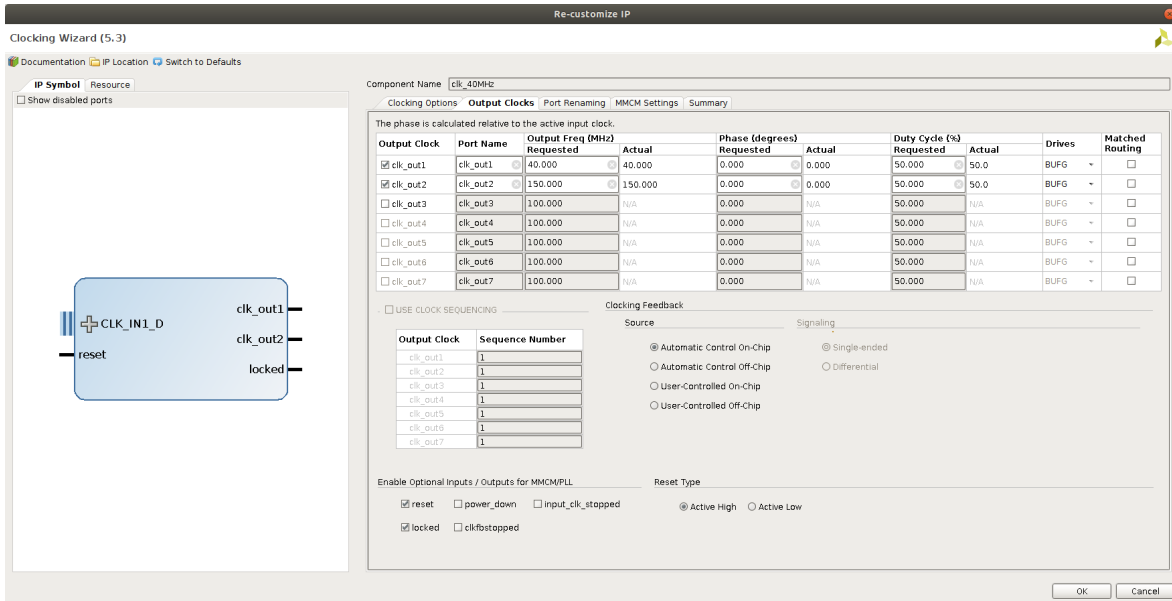 Re-customize IP
Clocking Wizard (5.3)
Documentation IP Location Switch to Defaults
IP Symbol Resource
Show disabled ports
CLK_IN1_D
reset
clk_out1
clk_out2
locked
Component Name clk_40MHz
Clocking Options Output Clocks Port Renaming MMCM Settings Summary
The phase is calculated relative to the active input clock.
Output Clock Port Name Output Freq (MHz) Phase (degrees) Duty Cycle (%) Drives Matched Routing
Requested Actual Requested Actual Requested Actual
clk_out1 clk_out1 40.000 40.000 0.000 0.000 50.000 50.0 BUFG
clk_out2 clk_out2 150.000 150.000 0.000 0.000 50.000 50.0 BUFG
clk_out3 clk_out3 100.000 N/A 0.000 N/A 50.000 N/A BUFG
clk_out4 clk_out4 100.000 N/A 0.000 N/A 50.000 N/A BUFG
clk_out5 clk_out5 100.000 N/A 0.000 N/A 50.000 N/A BUFG
clk_out6 clk_out6 100.000 N/A 0.000 N/A 50.000 N/A BUFG
clk_out7 clk_out7 100.000 N/A 0.000 N/A 50.000 N/A BUFG
USE CLOCK SEQUENCING
Output Clock Sequence Number
clk_out1 1
clk_out2 1
clk_out3 1
clk_out4 1
clk_out5 1
clk_out6 1
clk_out7 1
Clocking Feedback
Source Signaling
Automatic Control On-Chip Single-ended
Automatic Control Off-Chip Differential
User-Controlled On-Chip
User-Controlled Off-Chip
Enable Optional Inputs / Outputs for MMCM/PLL
reset power_down input_clk_stopped
locked clkfbstopped
Reset Type
Active High Active Low
OK Cancel